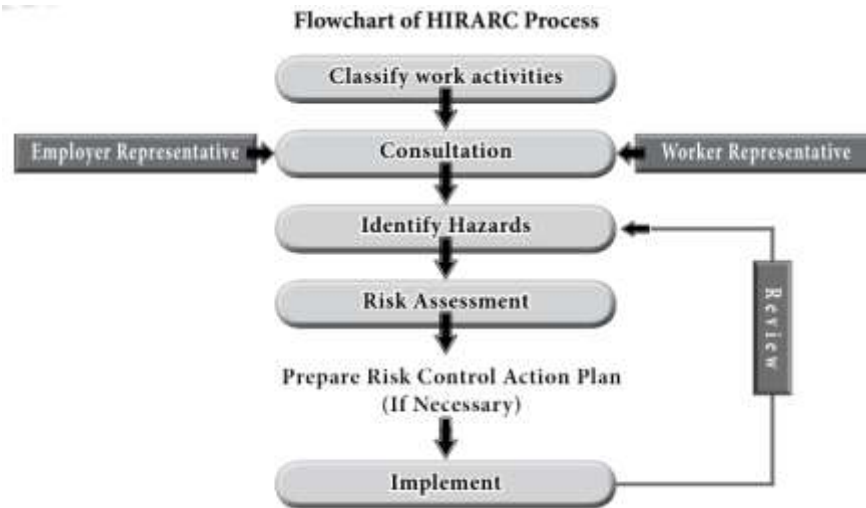 Flowchart of HIRARC Process
Classify work activities
Employer Representative
Consultation
Worker Representative
Identify Hazards
Risk Assessment
Review
Prepare Risk Control Action Plan
(If Necessary)
Implement